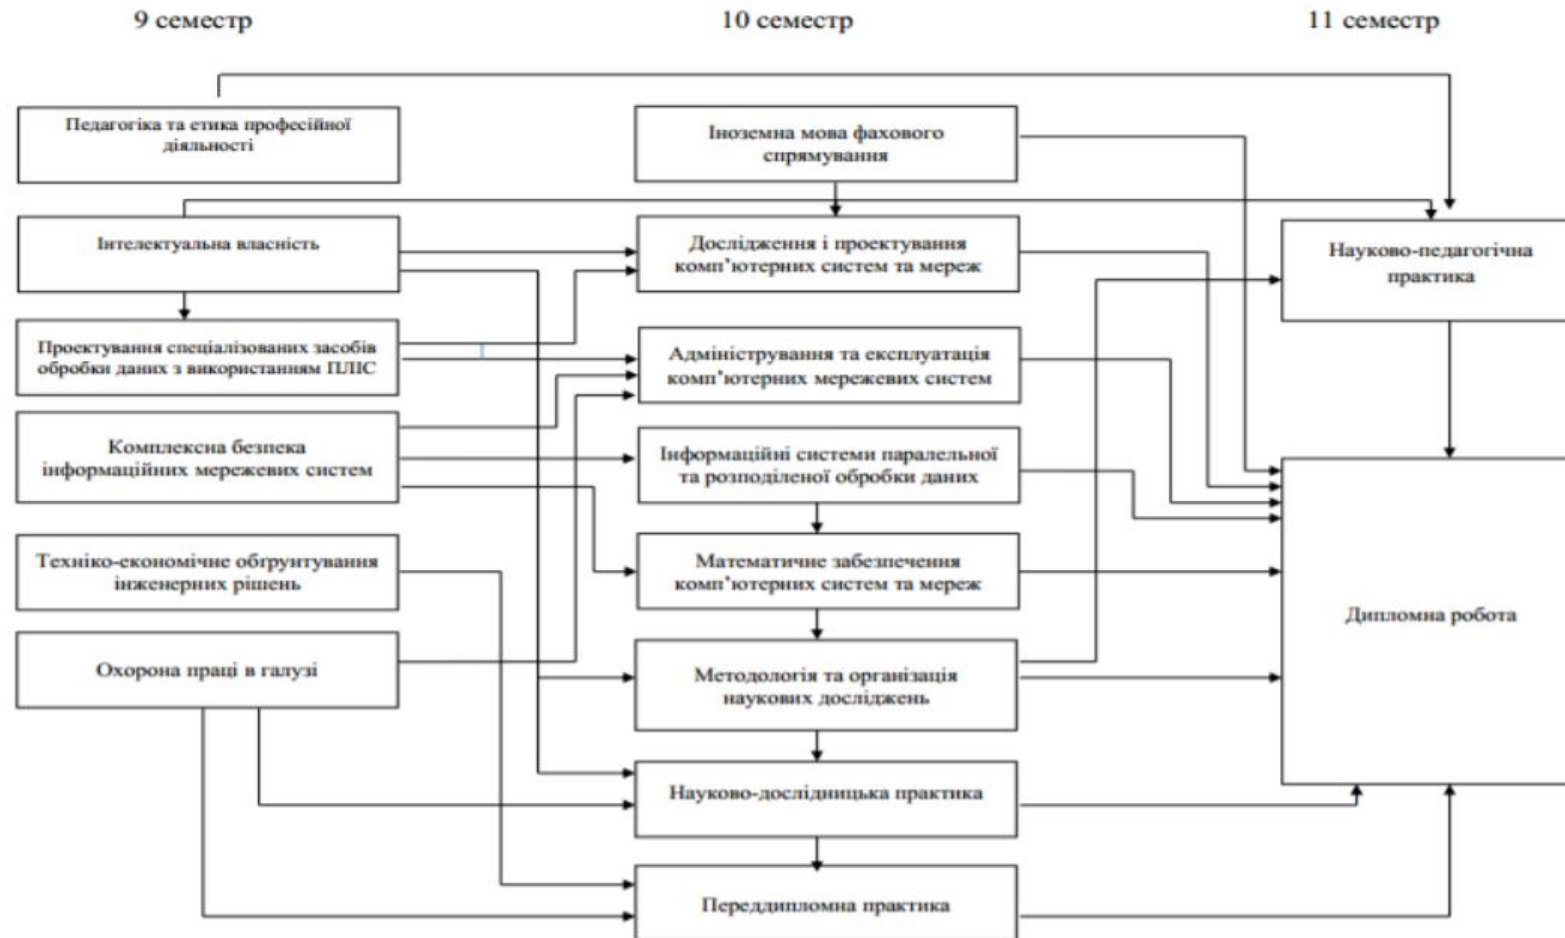 9 семестр
10 семестр
11 семестр
Педагогіка та етика професійної
діяльності
Інтелектуальна власність
Проектування спеціалізованих засобів
обробки даних з використанням ПЛІС
Комплексна безпека
інформаційних мережевих систем
Техніко-економічне обґрунтування
інженерних рішень
Охорона праці в галузі
Іноземна мова фахового
спрямування
Дослідження і проектування
комп’ютерних систем та мереж
Адміністрування та експлуатація
комп’ютерних мережевих систем
Інформаційні системи паралельної
та розподіленої обробки даних
Математичне забезпечення
комп’ютерних систем та мереж
Методологія та організація
наукових досліджень
Науково-дослідницька практика
Переддипломна практика
Науково-педагогічна
практика
Дипломна робота